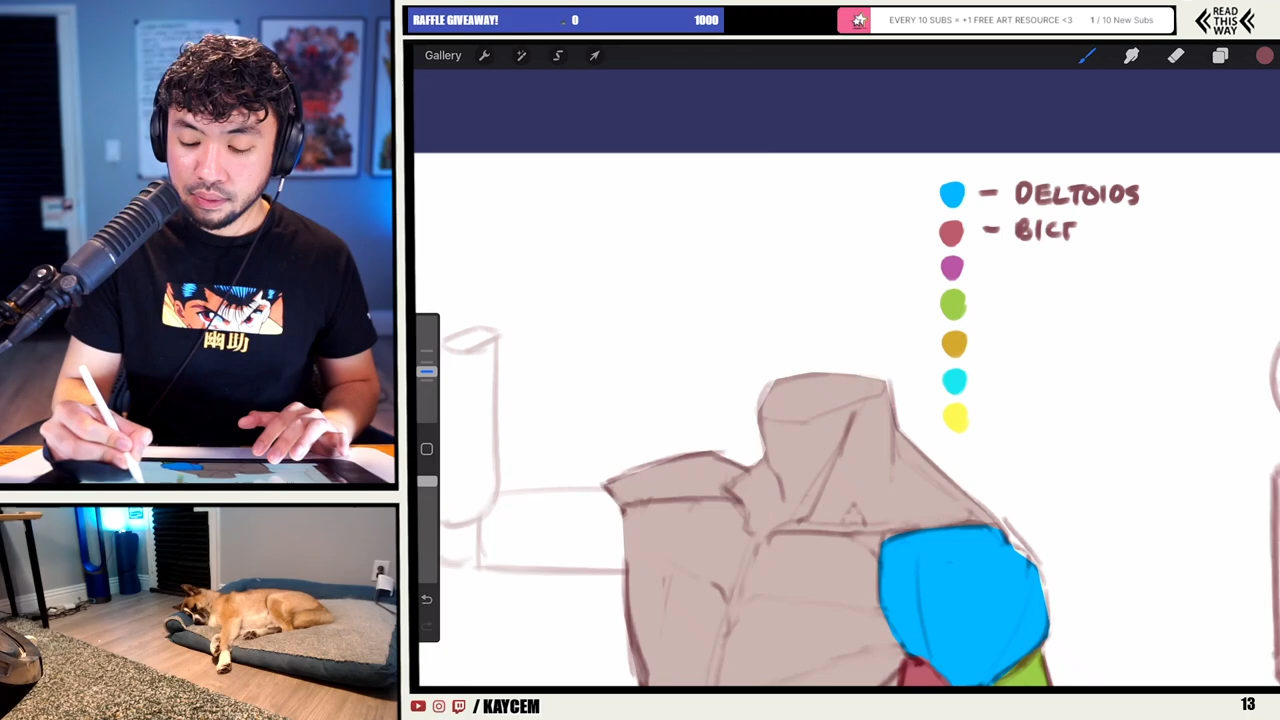 RAFFLE GIVEAWAY! 0 1000
EVERY 10 SUBS = +1 FREE ART RESOURCE <3 1 / 10 New Subs
READ
THIS
WAY
Gallery
- DELTOIDS
- BICE
幽助
/ KAYCEM
13